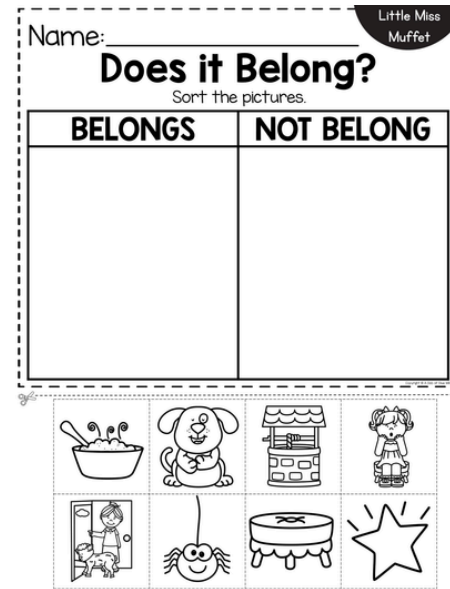 Little Miss
Muffet
Name:
Does it Belong?
Sort the pictures.
BELONGS NOT BELONG